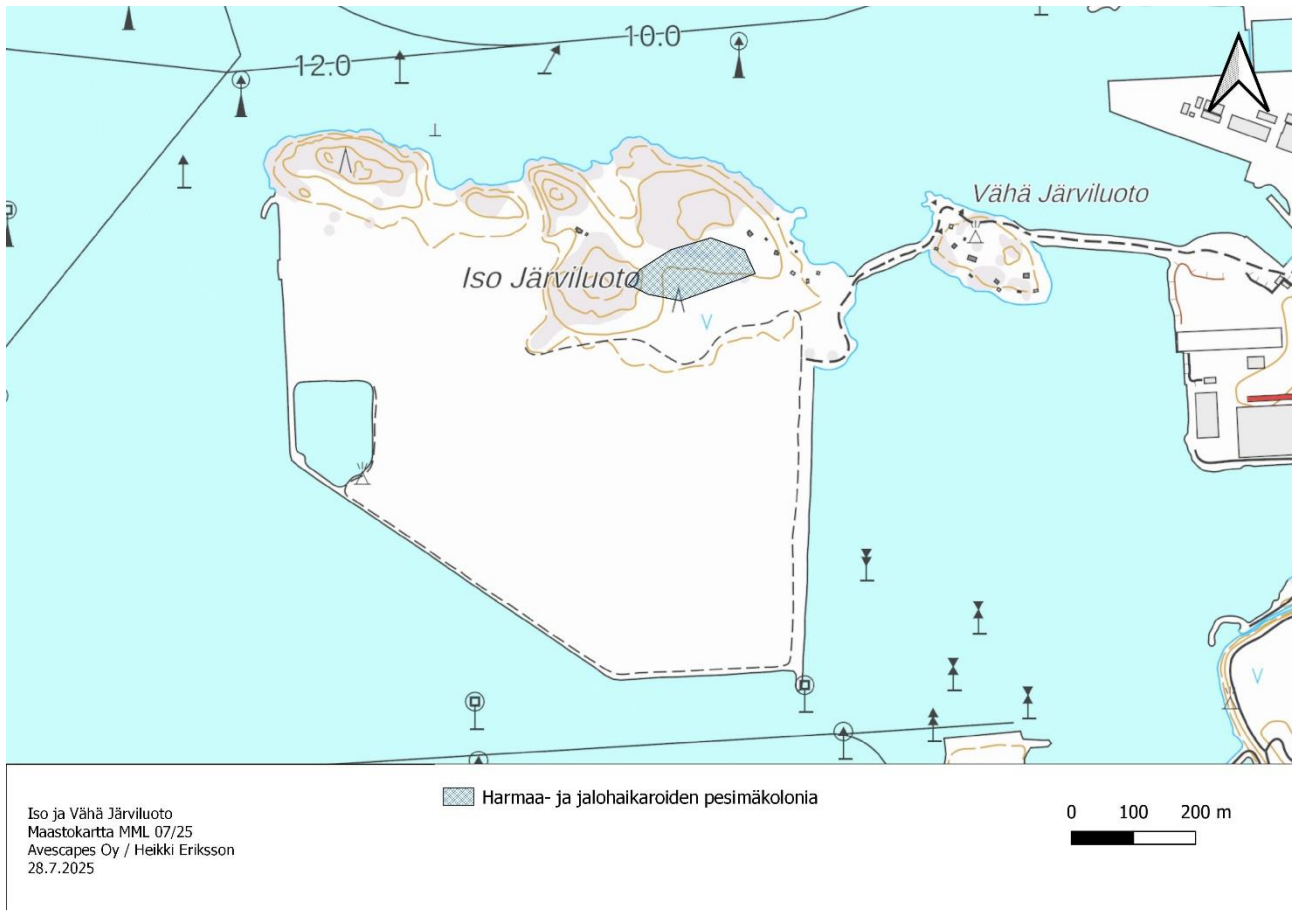 12.0
10.0
Vähä Järviluoto
Iso Järviluoto
V
V
Harmaa- ja jalohaikaroiden pesimäkolonia
Iso ja Vähä Järviluoto
Maastokartta MML 07/25
Avescapes Oy / Heikki Eriksson
28.7.2025
0 100 200 m